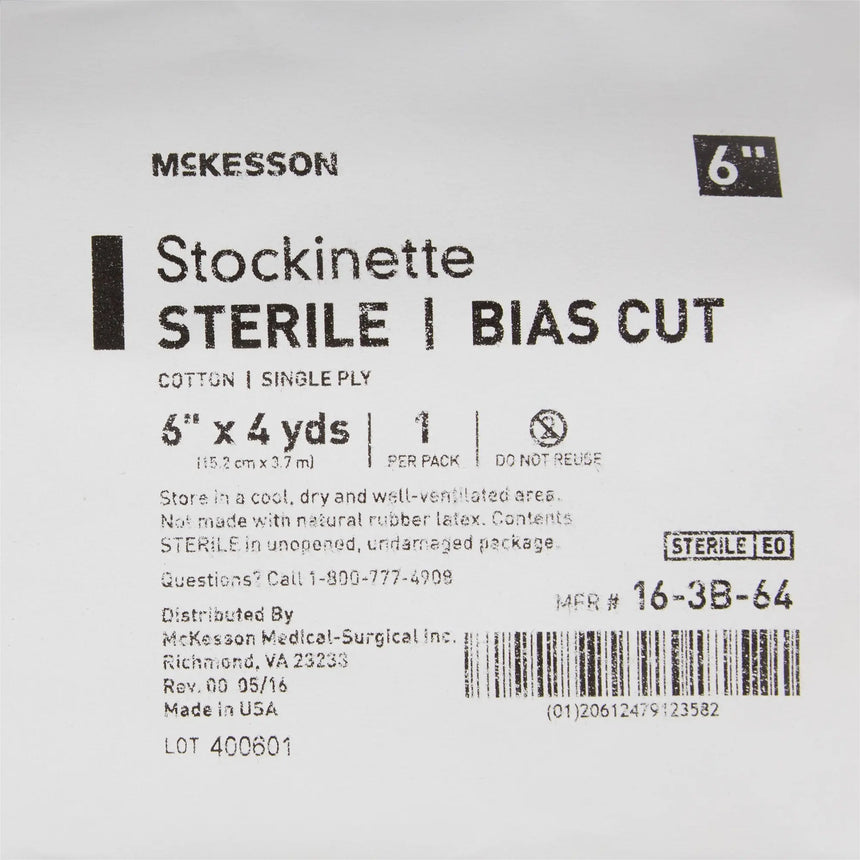 McKESSON
6"
Stockinette
STERILE | BIAS CUT
COTTON | SINGLE PLY
6" x 4 yds | 1 | 2
(15.2 cm x 3.7 m) PER PACK DO NOT REUSE
Store in a cool, dry and well-ventilated area.
Not made with natural rubber latex. Contents
STERILE in unopened, undamaged package.
STERILE EO
Questions? Call 1-800-777-4908
MFR # 16-3B-64
Distributed By
McKesson Medical-Surgical Inc.
Richmond, VA 23233
Rev. 00 05/16
Made in USA
(01)20612479123582
LOT 400601